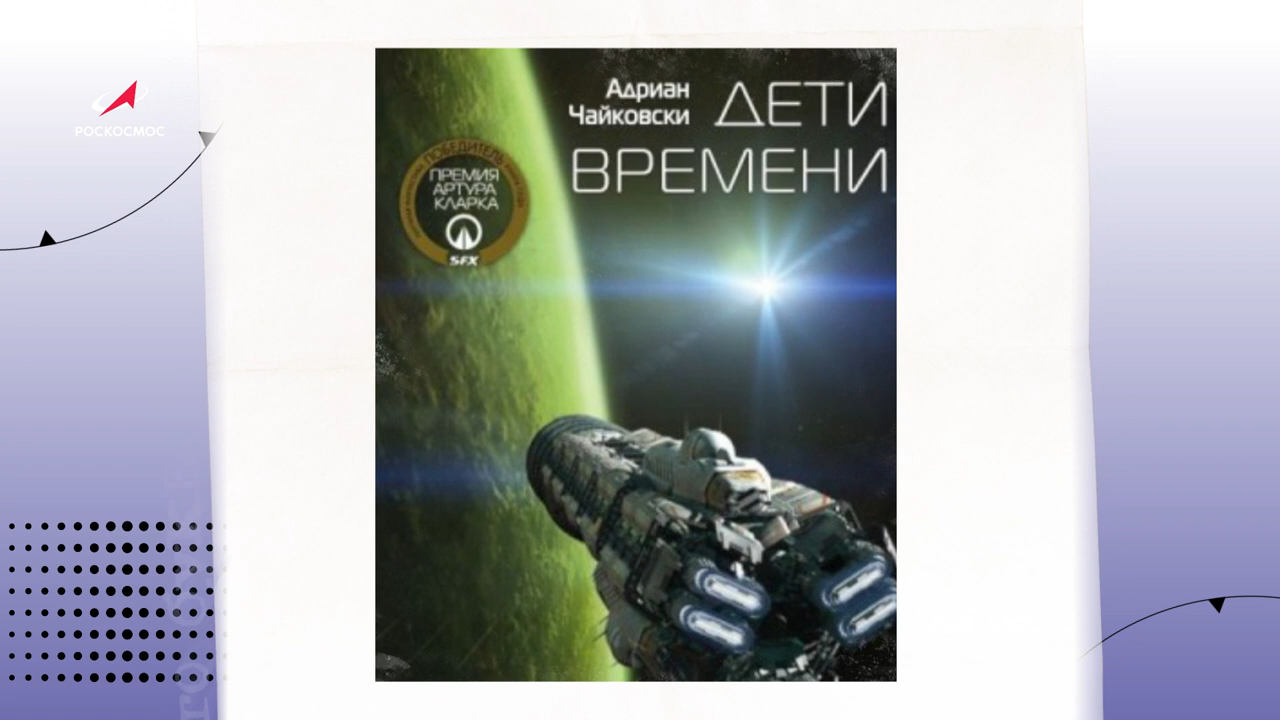 РОСКОСМОС
Адриан
Чайковски
ДЕТИ
ВРЕМЕНИ
ПОБЕДИТЕЛЬ
ПРЕМИЯ
АРТУРА
КЛАРКА
SFX